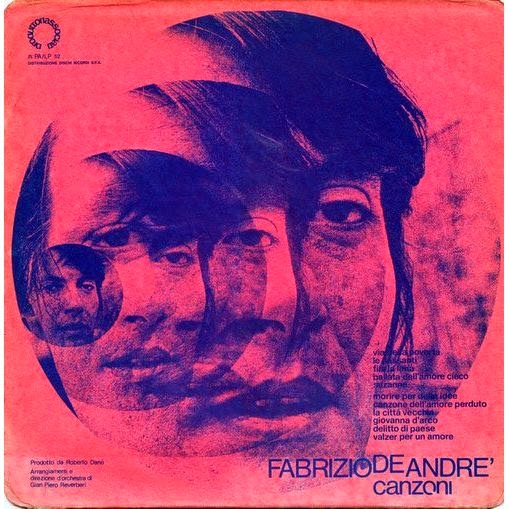 produttoriassociati
PA/LP 52
DISTRIBUZIONE DISCHI RICORDI S.P.A.
via della povertà
le passanti
fila la lana
ballata dell'amore cieco
suzanne
morire per delle idee
canzone dell'amore perduto
la città vecchia
giovanna d'arco
delitto di paese
valzer per un amore
Prodotto da Roberto Dané
Arrangiamenti e
direzione d'orchestra di
Gian Piero Reverberi
FABRIZIO DE ANDRE'
canzoni